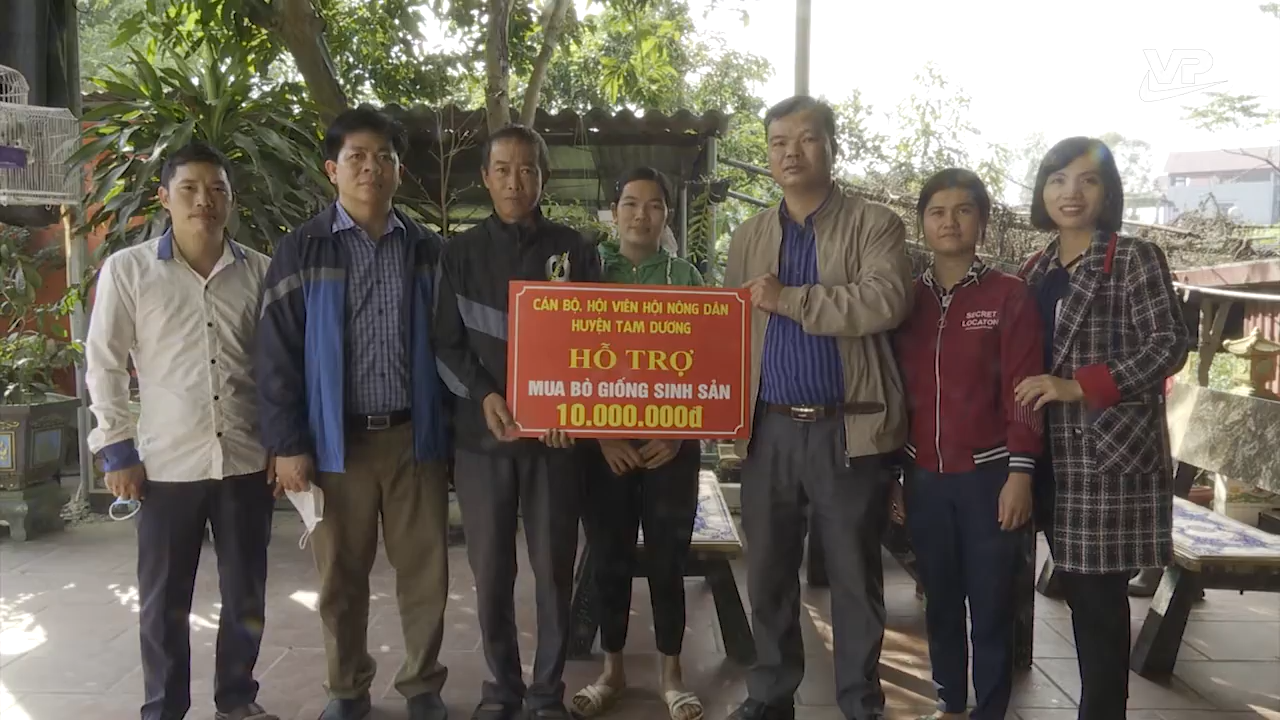 VP
CÁN BỘ, HỘI VIÊN HỘI NÔNG DÂN
HUYỆN TAM DƯƠNG
HỖ TRỢ
MUA BÒ GIỐNG SINH SẢN
10.000.000đ
SECRET
LOCATON